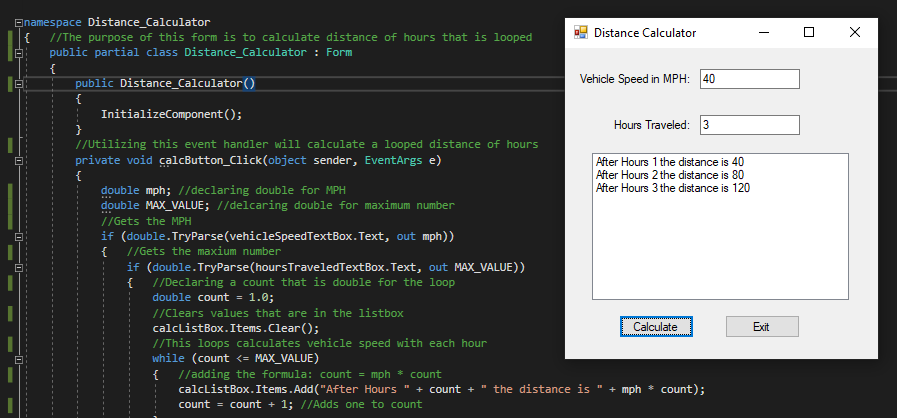 namespace Distance_Calculator
{ //The purpose of this form is to calculate distance of hours that is looped
public partial class Distance_Calculator : Form
{
public Distance_Calculator()
{
InitializeComponent();
}
//Utilizing this event handler will calculate a looped distance of hours
private void calcButton_Click(object sender, EventArgs e)
{
double mph; //declaring double for MPH
double MAX_VALUE; //delcaring double for maximum number
//Gets the MPH
if (double.TryParse(vehicleSpeedTextBox.Text, out mph))
{ //Gets the maxium number
if (double.TryParse(hoursTraveledTextBox.Text, out MAX_VALUE))
{ //Declaring a count that is double for the loop
double count = 1.0;
//Clears values that are in the listbox
calcListBox.Items.Clear();
//This loops calculates vehicle speed with each hour
while (count <= MAX_VALUE)
{ //adding the formula: count = mph * count
calcListBox.Items.Add("After Hours " + count + " the distance is " + mph * count);
count = count + 1; //Adds one to count
Distance Calculator
Vehicle Speed in MPH: 40
Hours Traveled: 3
After Hours 1 the distance is 40
After Hours 2 the distance is 80
After Hours 3 the distance is 120
Calculate Exit